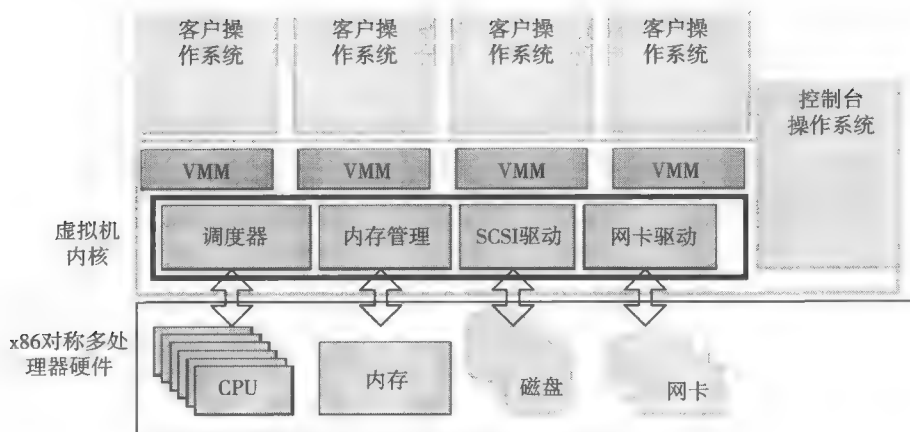 客户操
作系统
客户操
作系统
客户操
作系统
客户操
作系统
控制台
操作系统
VMM
VMM
VMM
VMM
虚拟机
内核
调度器
内存管理
SCSI驱动
网卡驱动
x86对称多处
理器硬件
CPU
内存
磁盘
网卡